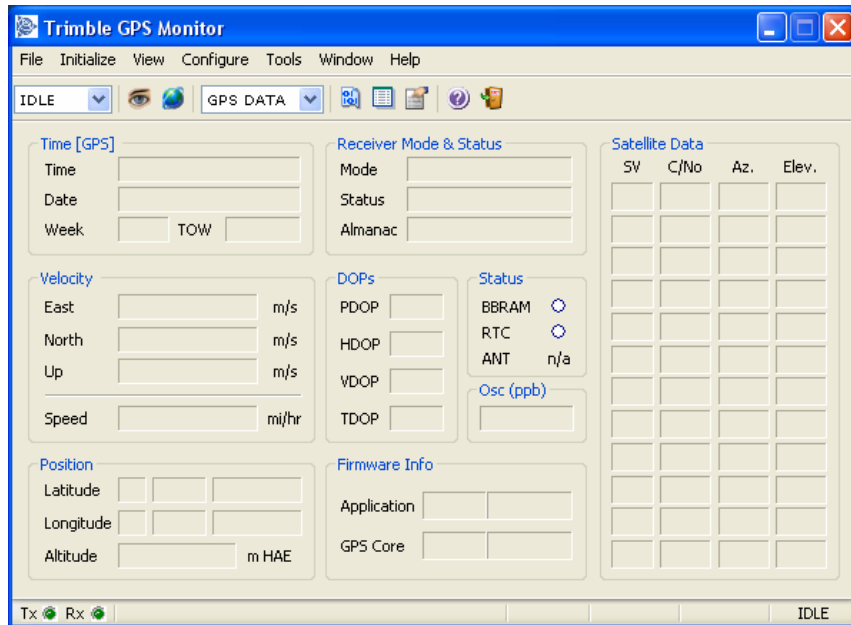 Trimble GPS Monitor
File Initialize View Configure Tools Window Help
IDLE GPS DATA
Time [GPS]
Time
Date
Week TOW
Receiver Mode & Status
Mode
Status
Almanac
Satellite Data
SV C/No Az. Elev.
Velocity
East m/s
North m/s
Up m/s
Speed mi/hr
DOPs
PDOP
HDOP
VDOP
TDOP
Status
BBRAM
RTC
ANT n/a
Osc (ppb)
Position
Latitude
Longitude
Altitude m HAE
Firmware Info
Application
GPS Core
Tx Rx IDLE